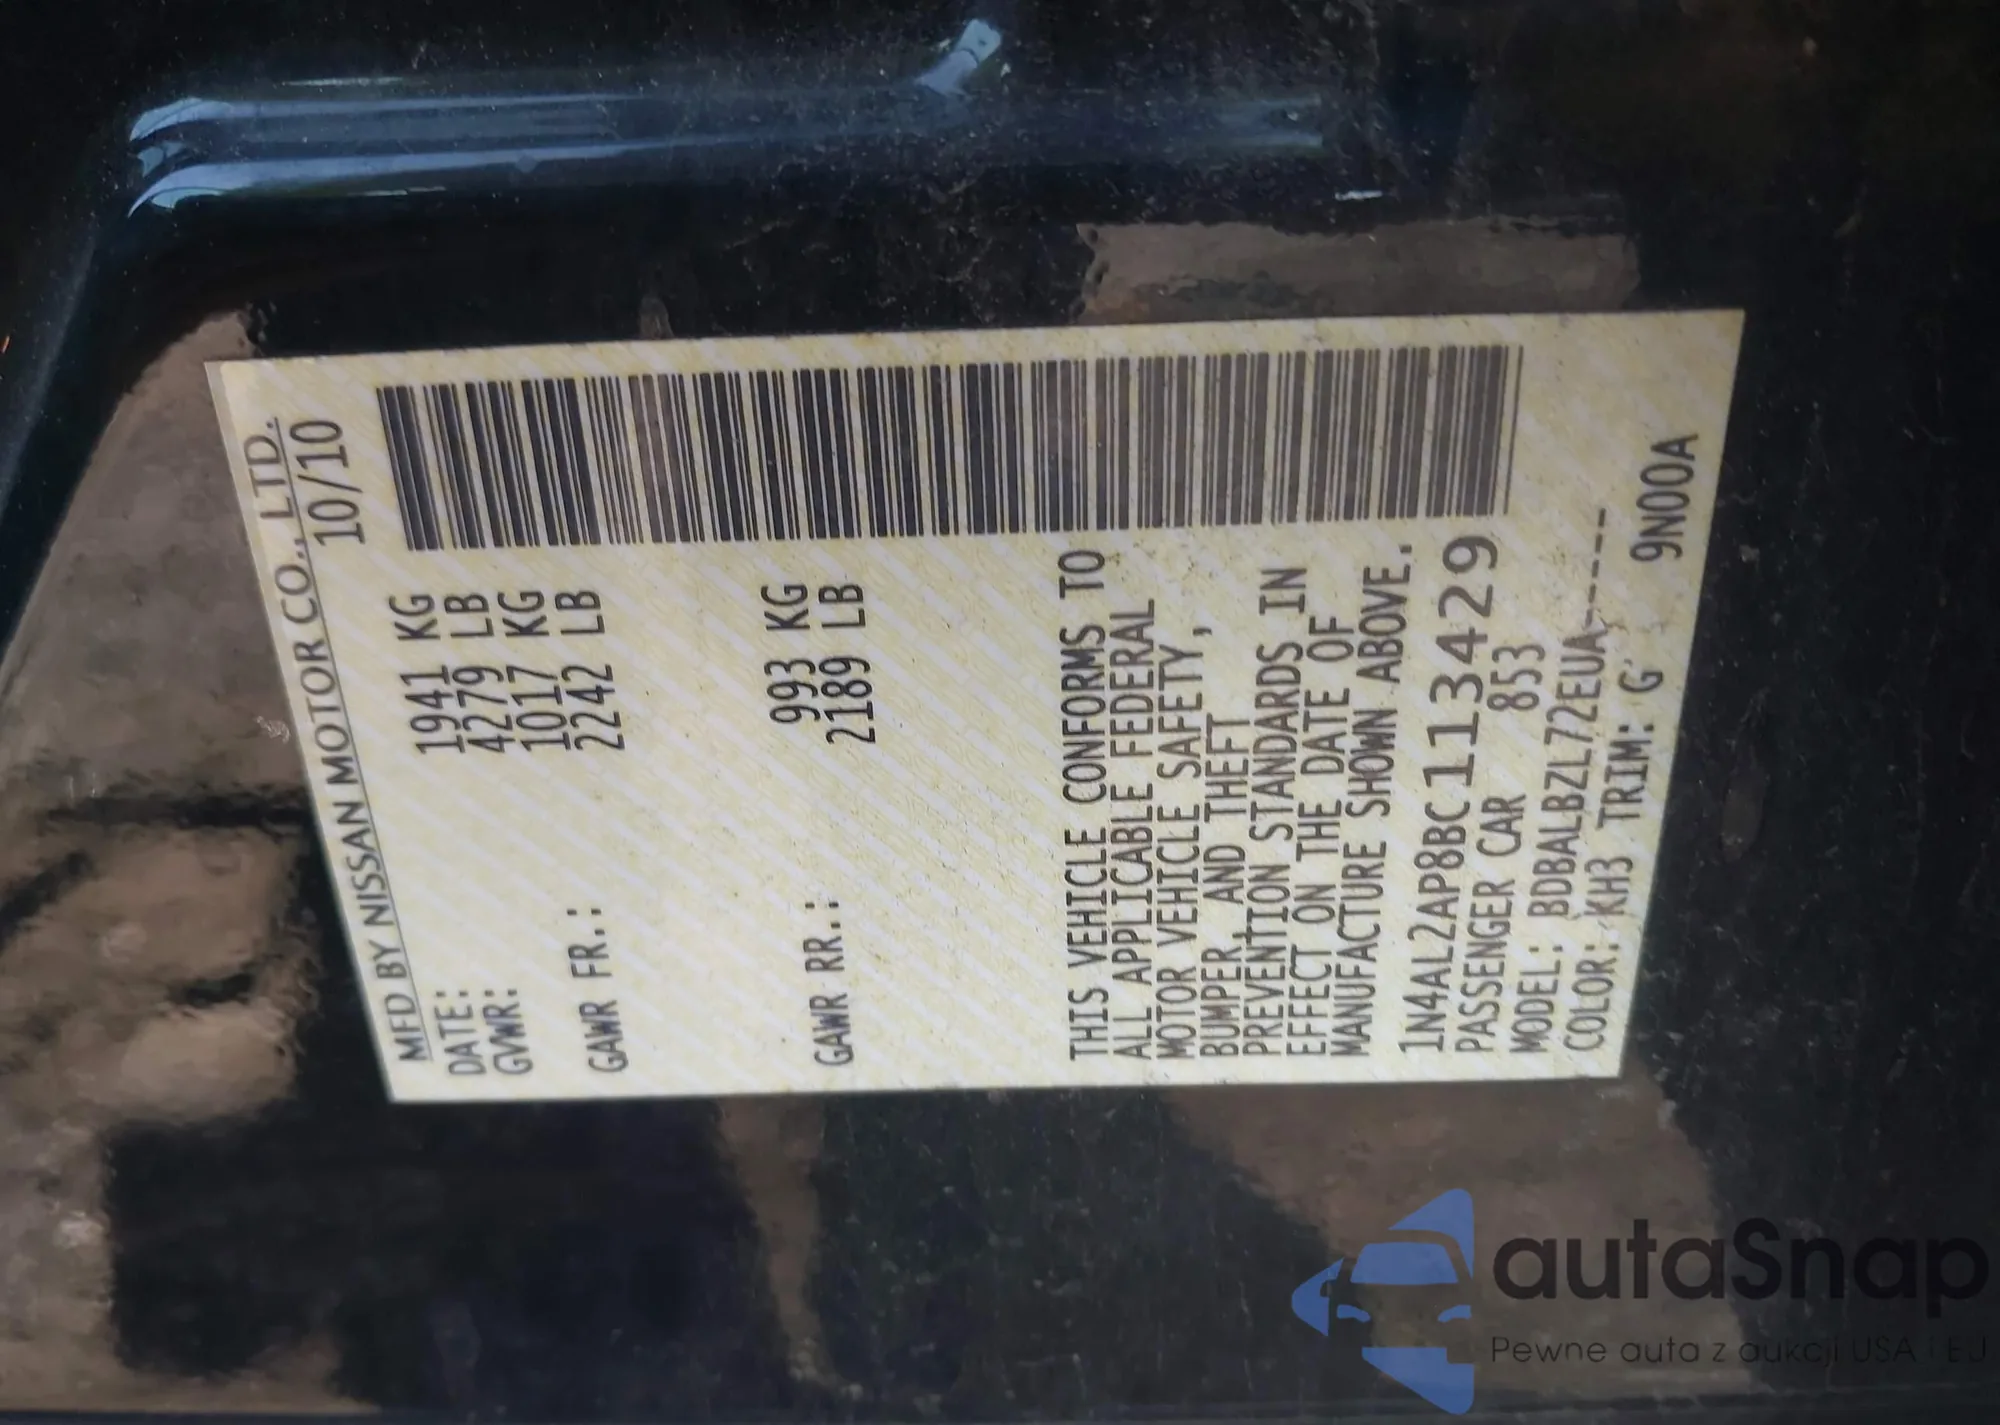 MFD BY NISSAN MOTOR CO., LTD.
DATE: 10/10
GVWR: 1941 KG
4279 LB
GAWR FR.: 1017 KG
2242 LB
GAWR RR.: 993 KG
2189 LB
THIS VEHICLE CONFORMS TO
ALL APPLICABLE FEDERAL
MOTOR VEHICLE SAFETY,
BUMPER, AND THEFT
PREVENTION STANDARDS IN
EFFECT ON THE DATE OF
MANUFACTURE SHOWN ABOVE.
1N4AL2AP8BC113429
PASSENGER CAR 853
MODEL: BDBALBZL72EUA-----
COLOR: KH3 TRIM: G
9N00A
autaSnap
Pewne auta z aukcji USA i EU